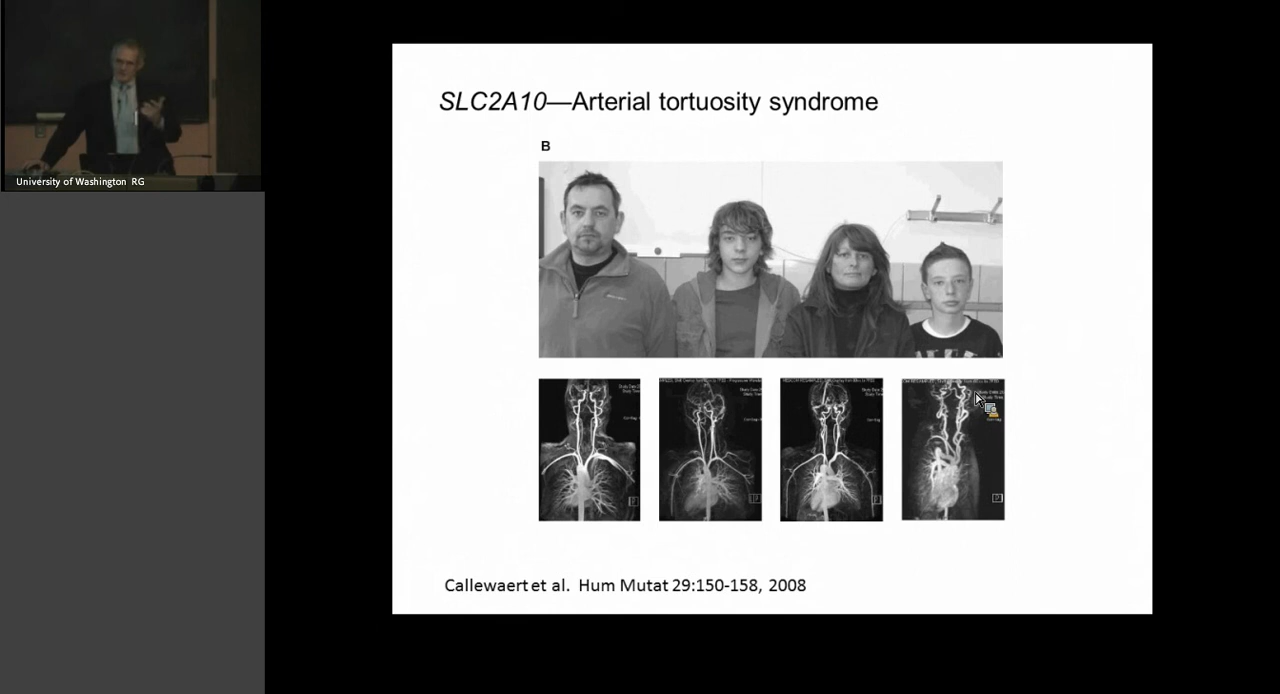 SLC2A10—Arterial tortuosity syndrome
B
University of Washington RG
Callewaert et al. Hum Mutat 29:150-158, 2008